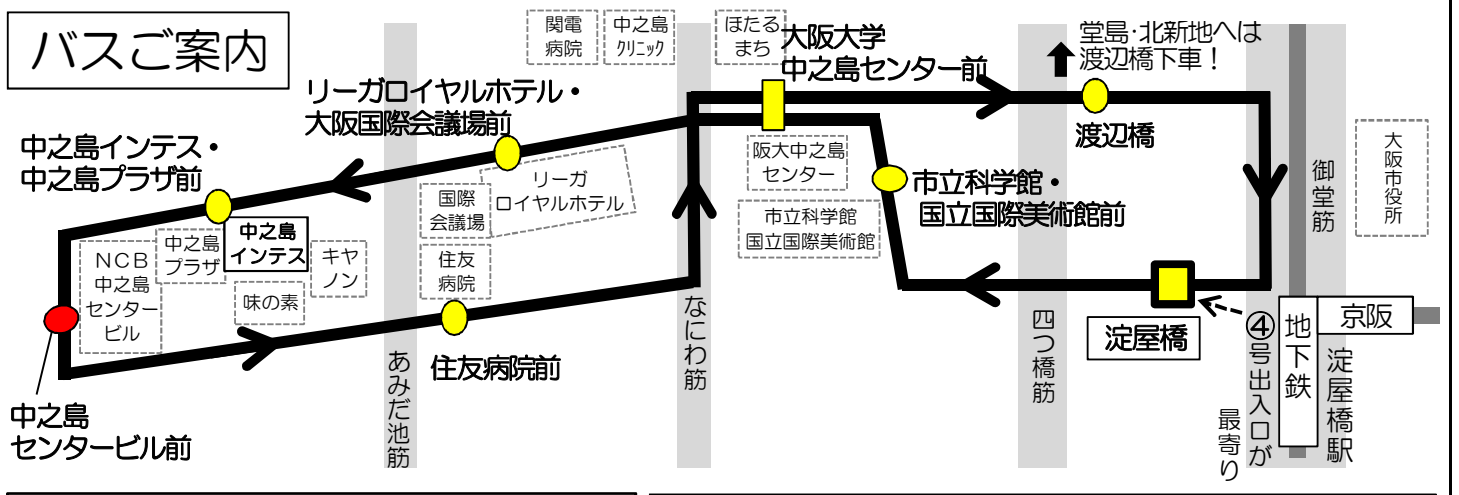 バスご案内
関電
病院
中之島
クリニック
ほたる
まち
大阪大学
中之島センター前
堂島・北新地へは
渡辺橋下車！
リーガロイヤルホテル・
大阪国際会議場前
中之島インテス・
中之島プラザ前
渡辺橋
阪大中之島
センター
市立科学館・
国立国際美術館前
市立科学館
国立国際美術館
リーガ
ロイヤルホテル
国際
会議場
住友
病院
中之島
インテス
中之島
プラザ
キヤ
ノン
味の素
NCB
中之島
センター
ビル
御堂筋
大阪市役所
淀屋橋
④号出入口が
最寄り
地下鉄
京阪
淀屋橋駅
四つ橋筋
なにわ筋
あみだ池筋
住友病院前
中之島
センタービル前